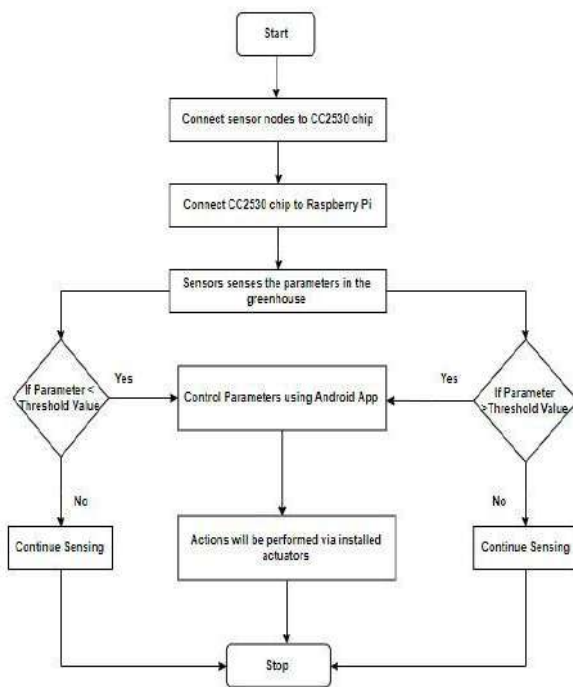 Start
Connect sensor nodes to CC2530 chip
Connect CC2530 chip to Raspberry Pi
Sensors senses the parameters in the
greenhouse
If Parameter <
Threshold Value
Yes
Control Parameters using Android App
Yes
If Parameter
>Threshold Value
No
No
Continue Sensing
Actions will be performed via installed
actuators
Continue Sensing
Stop